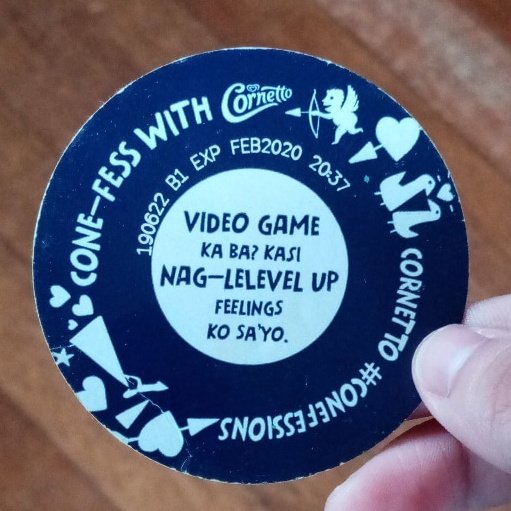 CONE-FESS WITH Cornetto
190622 B1 EXP FEB2020 20:37
VIDEO GAME
KA BA? KASI
NAG-LELEVEL UP
FEELINGS
KO SA'YO.
CORNETTO #CONEFESSIONS